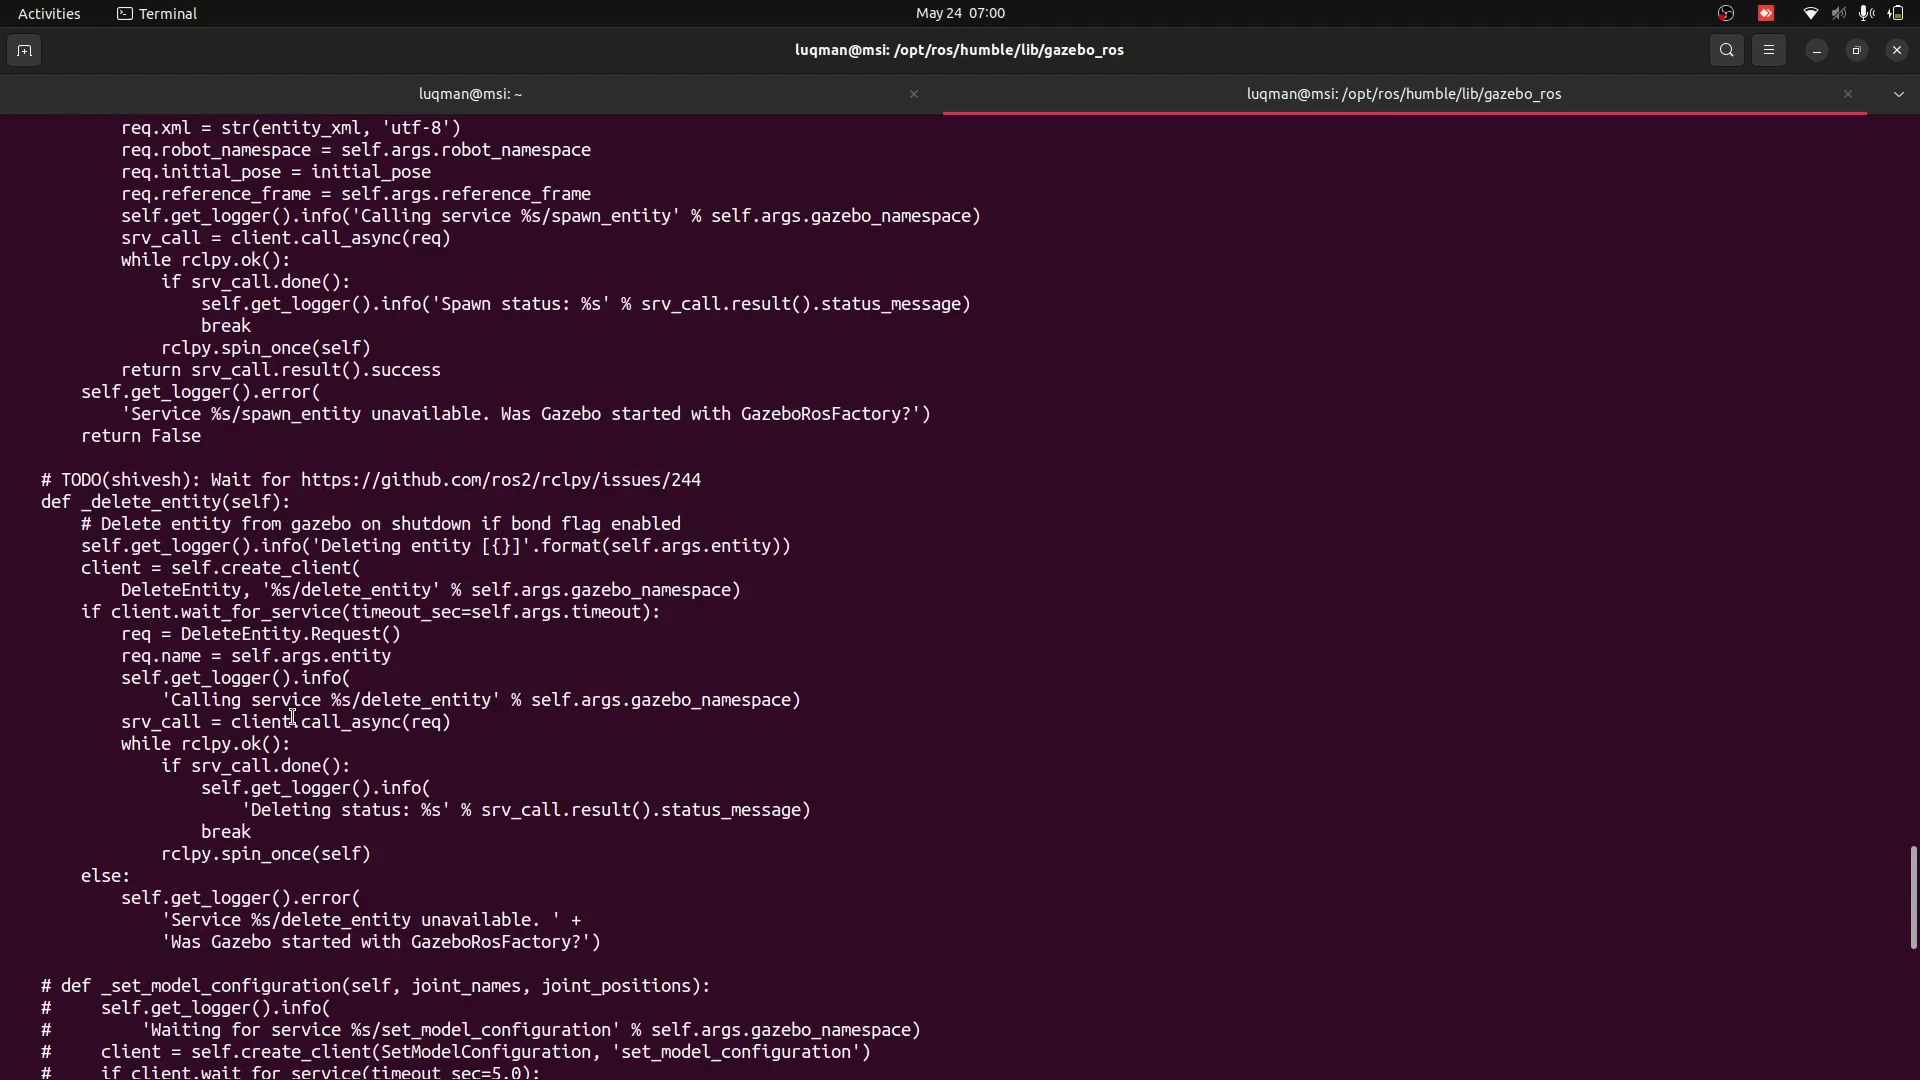 Activities
Terminal
May 24  07:00
luqman@msi: /opt/ros/humble/lib/gazebo_ros
luqman@msi: ~
luqman@msi: /opt/ros/humble/lib/gazebo_ros
            req.xml = str(entity_xml, 'utf-8')
            req.robot_namespace = self.args.robot_namespace
            req.initial_pose = initial_pose
            req.reference_frame = self.args.reference_frame
            self.get_logger().info('Calling service %s/spawn_entity' % self.args.gazebo_namespace)
            srv_call = client.call_async(req)
            while rclpy.ok():
                if srv_call.done():
                    self.get_logger().info('Spawn status: %s' % srv_call.result().status_message)
                    break
                rclpy.spin_once(self)
            return srv_call.result().success
        self.get_logger().error(
            'Service %s/spawn_entity unavailable. Was Gazebo started with GazeboRosFactory?')
        return False
    # TODO(shivesh): Wait for https://github.com/ros2/rclpy/issues/244
    def _delete_entity(self):
        # Delete entity from gazebo on shutdown if bond flag enabled
        self.get_logger().info('Deleting entity [{}]'.format(self.args.entity))
        client = self.create_client(
            DeleteEntity, '%s/delete_entity' % self.args.gazebo_namespace)
        if client.wait_for_service(timeout_sec=self.args.timeout):
            req = DeleteEntity.Request()
            req.name = self.args.entity
            self.get_logger().info(
                'Calling service %s/delete_entity' % self.args.gazebo_namespace)
            srv_call = client.call_async(req)
            while rclpy.ok():
                if srv_call.done():
                    self.get_logger().info(
                        'Deleting status: %s' % srv_call.result().status_message)
                    break
                rclpy.spin_once(self)
        else:
            self.get_logger().error(
                'Service %s/delete_entity unavailable. ' +
                'Was Gazebo started with GazeboRosFactory?')
    # def _set_model_configuration(self, joint_names, joint_positions):
    #     self.get_logger().info(
    #         'Waiting for service %s/set_model_configuration' % self.args.gazebo_namespace)
    #     client = self.create_client(SetModelConfiguration, 'set_model_configuration')
    #     if client.wait_for_service(timeout_sec=5.0):